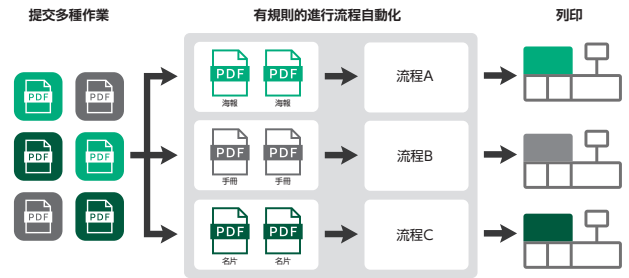 提交多種作業
有規則的進行流程自動化
列印
PDF PDF
PDF PDF
PDF PDF
PDF PDF
海報 海報
流程A
PDF PDF
手冊 手冊
流程B
PDF PDF
名片 名片
流程C